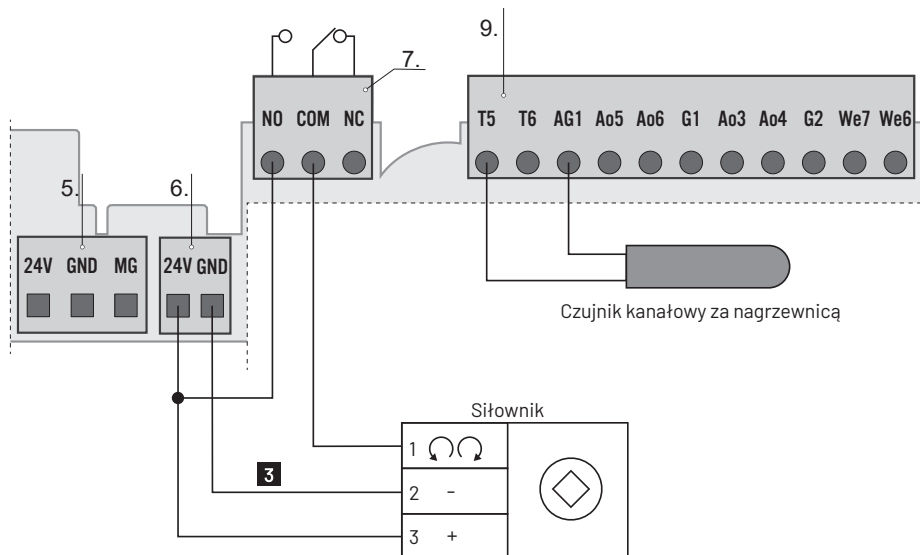 9.
7.
NO COM NC
T5 T6 AG1 Ao5 Ao6 G1 Ao3 Ao4 G2 We7 We6
5.
6.
24V GND MG
24V GND
Czujnik kanałowy za nagrzewnicą
Siłownik
1
3
2 -
3 +